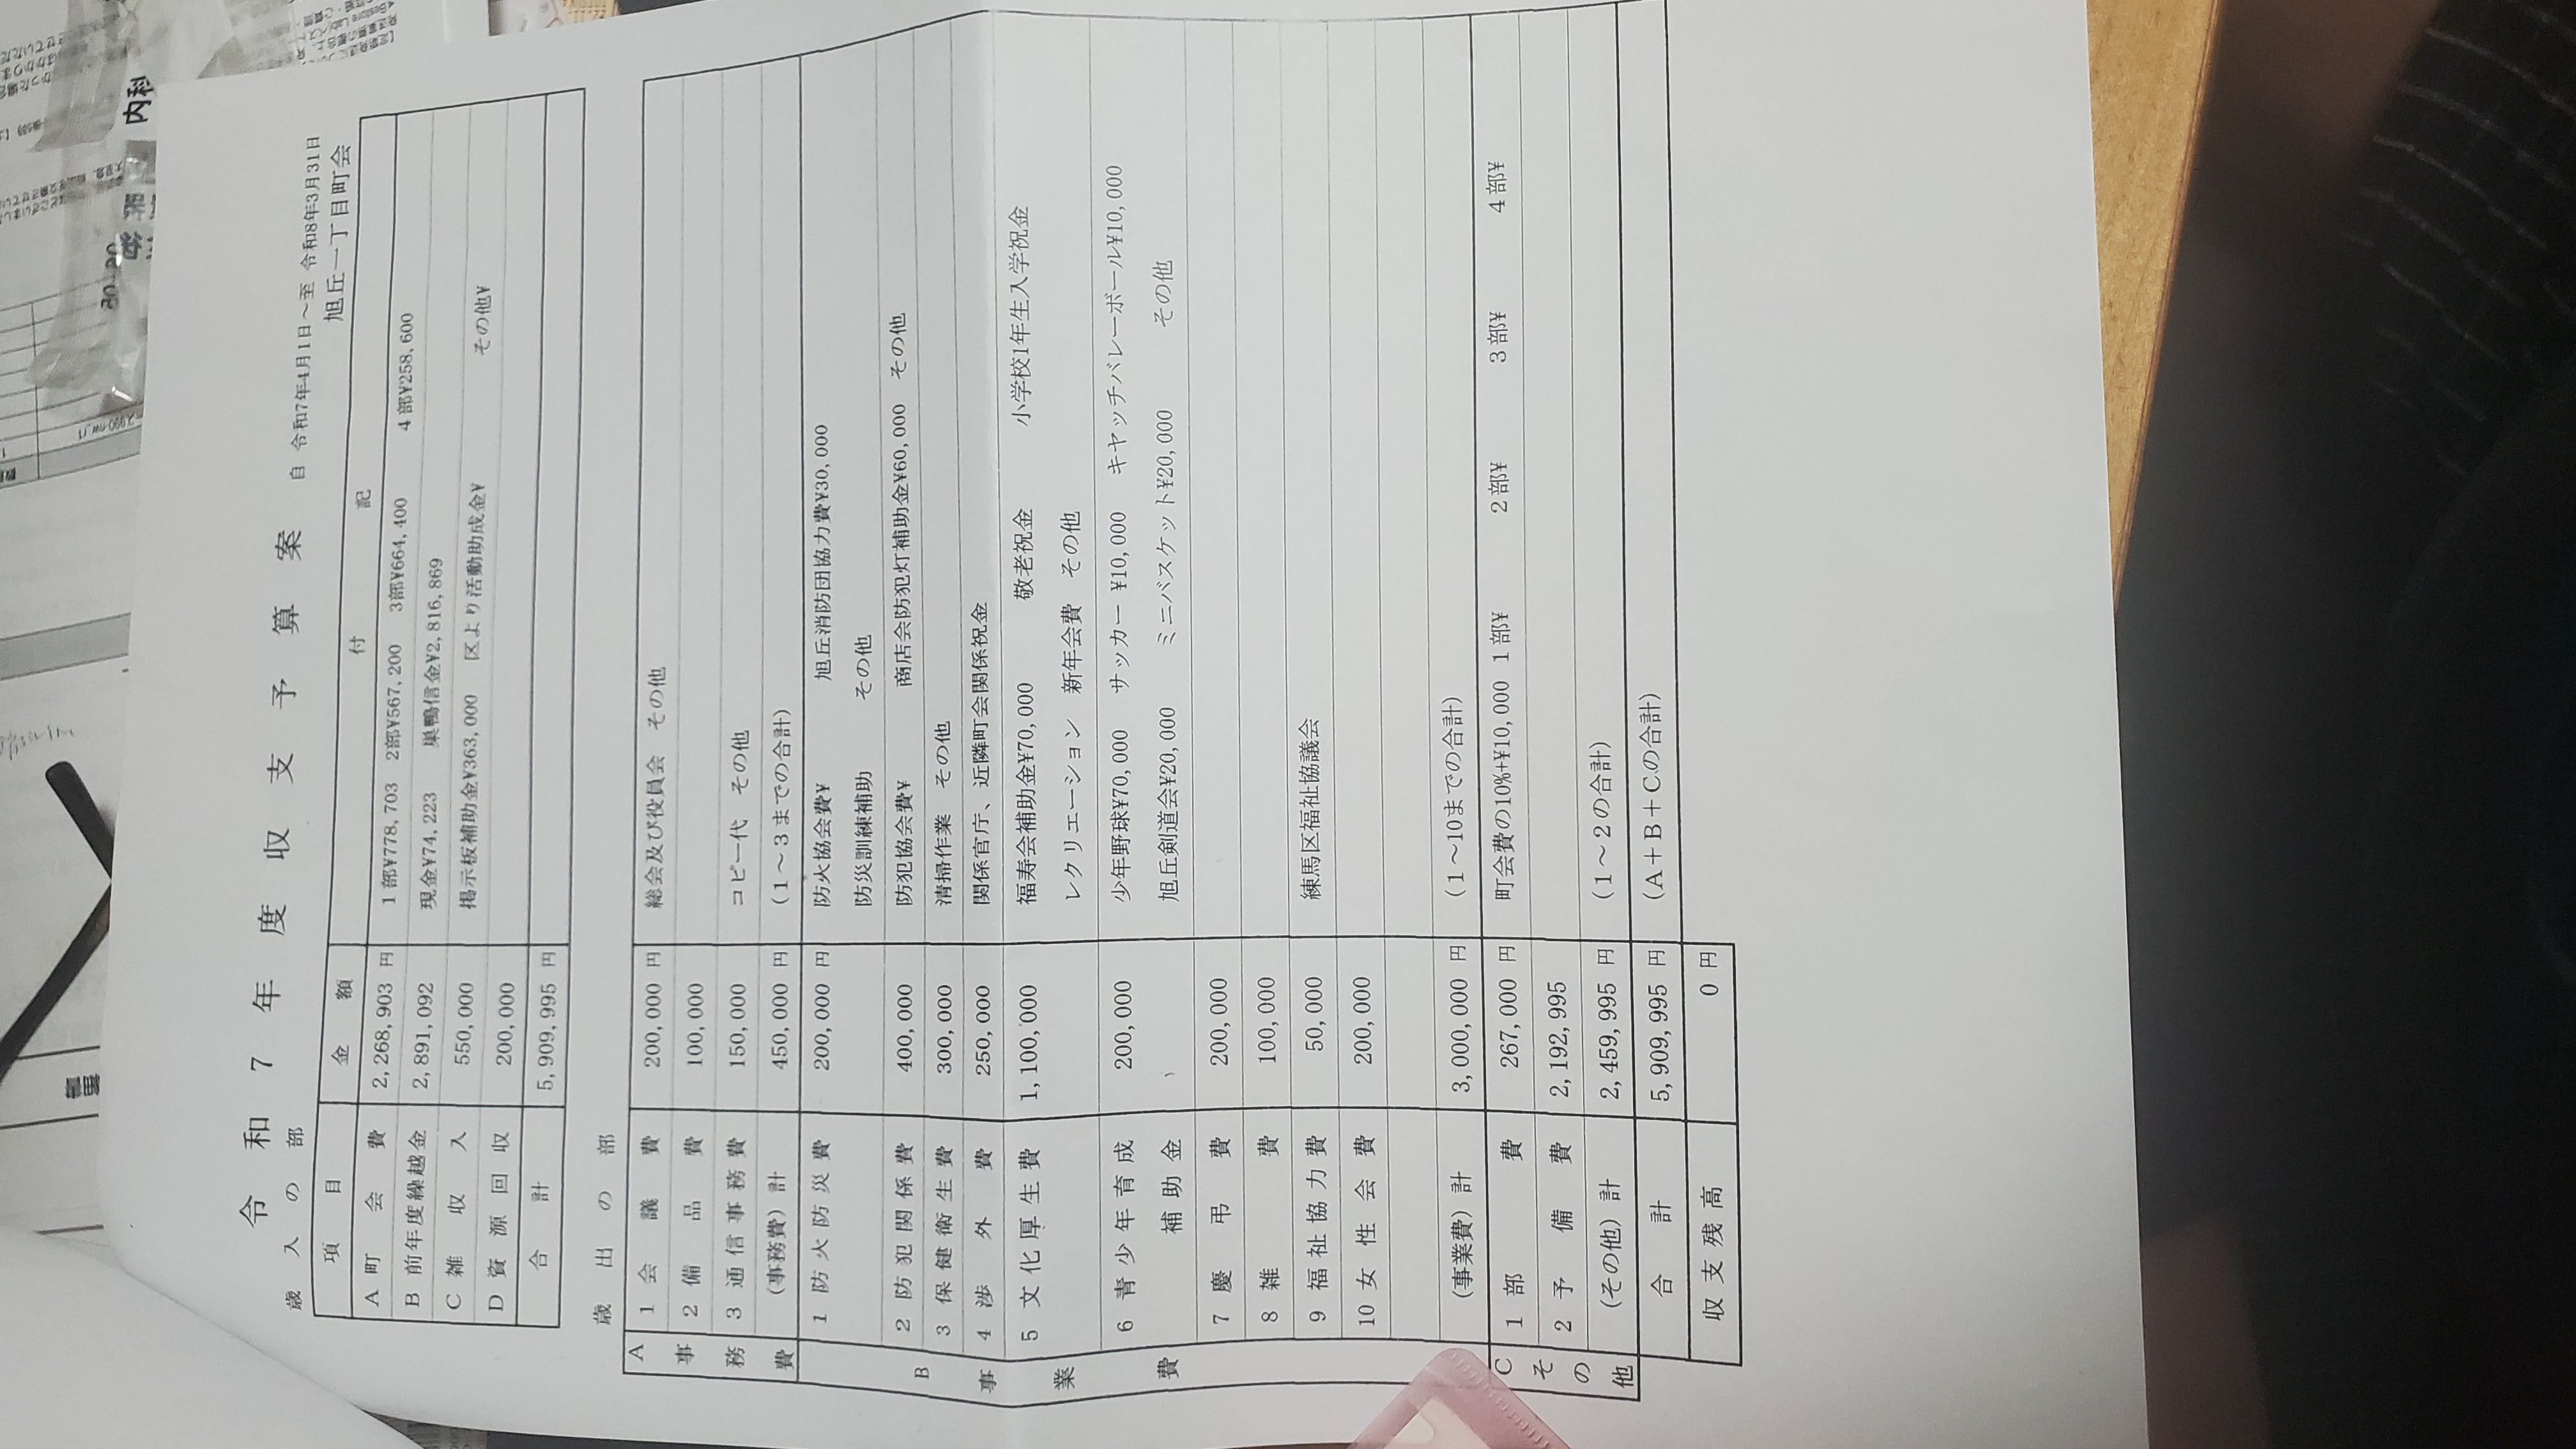 内科
令和7年度収支予算案
自 令和7年4月1日～至 令和8年3月31日
歳入の部
旭丘一丁目町会
項目 金額 付記
A 町会費 2,268,903 円 1部¥778,703 2部¥567,200 3部¥664,400 4部¥258,600
B 前年度繰越金 2,891,092 現金¥74,223 巣鴨信金¥2,816,869
C 雑収入 550,000 掲示板補助金¥363,000 区より活動助成金¥ その他¥
D 資源回収 200,000
合計 5,909,995 円
歳出の部
A 事務費
1 会議費 200,000 円 総会及び役員会 その他
2 備品費 100,000
3 通信事務費 150,000 コピー代 その他
(事務費) 計 450,000 円 (1～3までの合計)
B 事業費
1 防火防災費 200,000 円 防火協会費¥ 旭丘消防団協力費¥30,000
防災訓練補助 その他
2 防犯関係費 400,000 防犯協会費¥ 商店会防犯灯補助金¥60,000 その他
3 保健衛生費 300,000 清掃作業 その他
4 渉外費 250,000 関係官庁、近隣町会関係祝金
5 文化厚生費 1,100,000 福寿会補助金¥70,000 敬老祝金 小学校1年生入学祝金
レクリエーション 新年会費 その他
6 青少年育成 200,000 少年野球¥70,000 サッカー ¥10,000 キヤッチバレーボール¥10,000
補助金 旭丘剣道会¥20,000 ミニバスケット¥20,000 その他
7 慶弔費 200,000
8 雑費 100,000
9 福祉協力費 50,000 練馬区福祉協議会
10 女性会費 200,000
(事業費) 計 3,000,000 円 (1～10までの合計)
C その他
1 部費 267,000 円 町会費の10%+¥10,000 1部¥ 2部¥ 3部¥ 4部¥
2 予備費 2,192,995
(その他) 計 2,459,995 円 (1～2の合計)
合計 5,909,995 円 (A＋B＋Cの合計)
収支残高 0 円